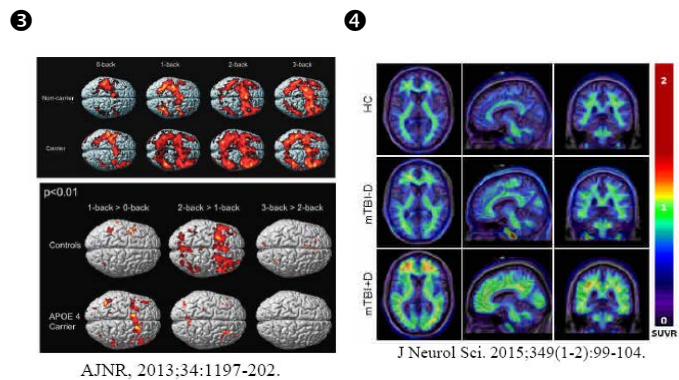 ❸
0-back 1-back 2-back 3-back
Non-carrier
Carrier
p<0.01
1-back > 0-back 2-back > 1-back 3-back > 2-back
Controls
APOE 4
Carrier
AJNR, 2013;34:1197-202.
❹
HC
mTBI-D
mTBI+D
2
1
0
SUVR
J Neurol Sci. 2015;349(1-2):99-104.